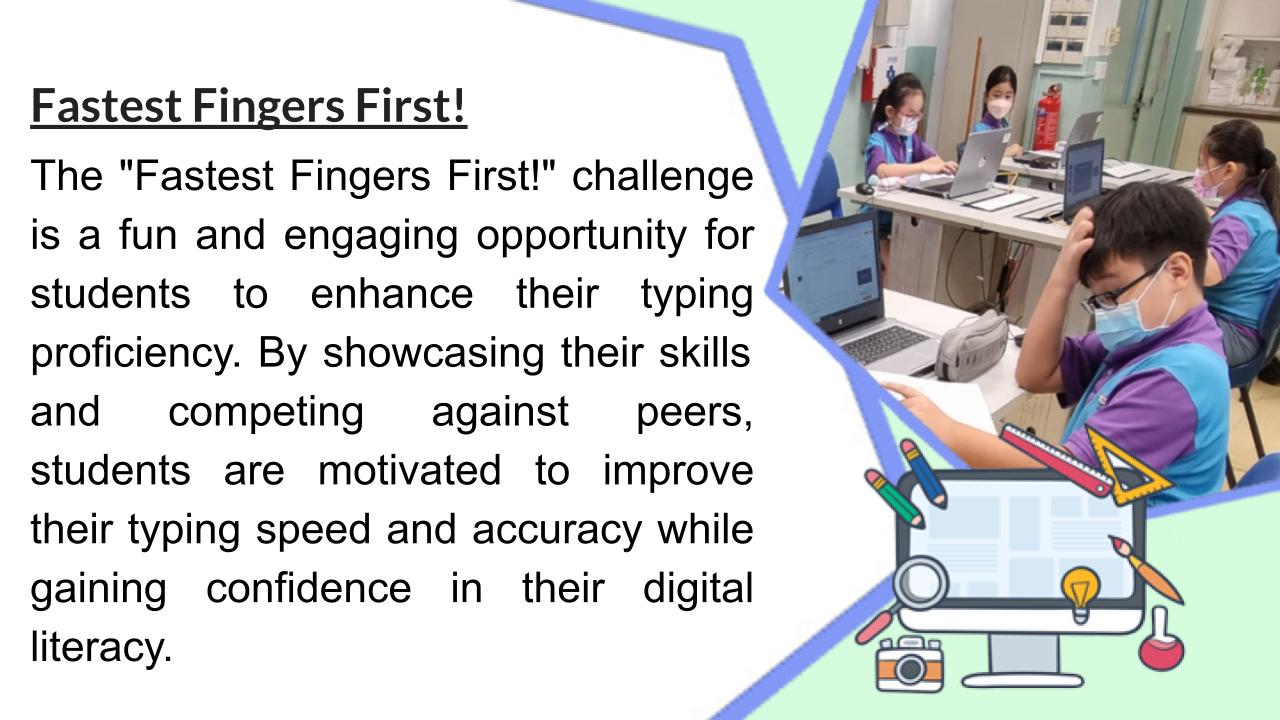 Fastest Fingers First!
The "Fastest Fingers First!" challenge
is a fun and engaging opportunity for
students to enhance their typing
proficiency. By showcasing their skills
and competing against peers,
students are motivated to improve
their typing speed and accuracy while
gaining confidence in their digital
literacy.